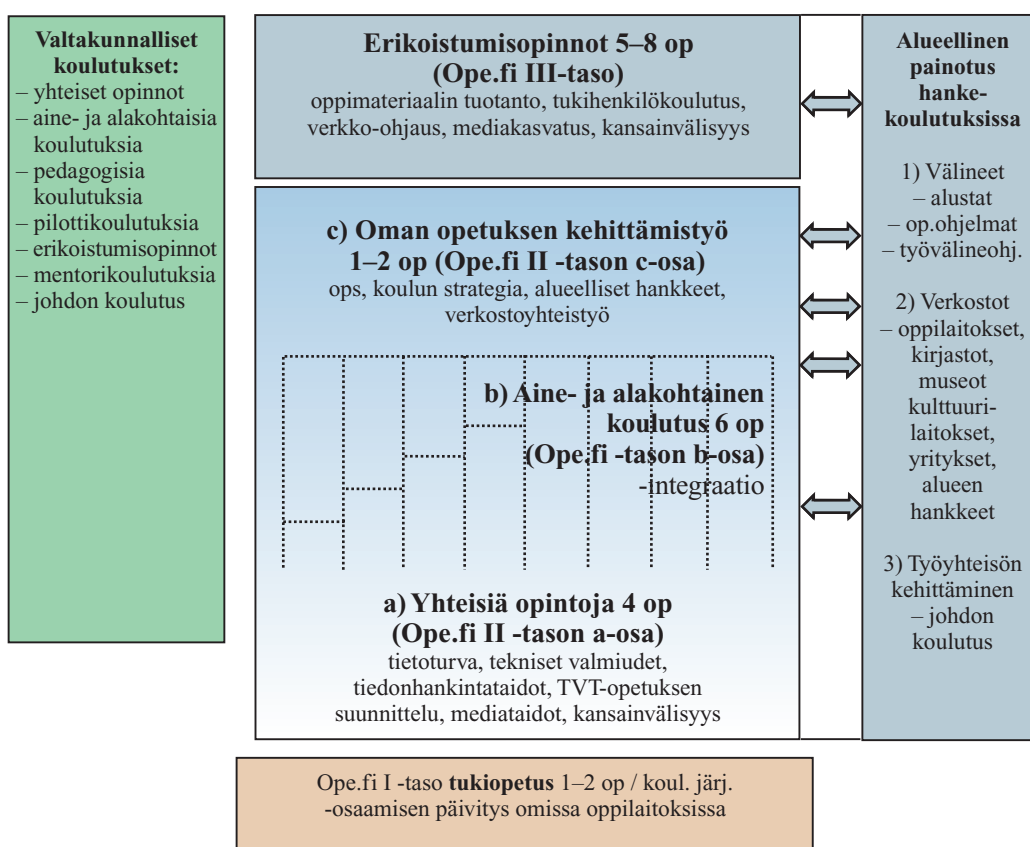 Valtakunnalliset
koulutukset:
– yhteiset opinnot
– aine- ja alakohtaisia
koulutuksia
– pedagogisia
koulutuksia
– pilottikoulutuksia
– erikoistumisopinnot
– mentorikoulutuksia
– johdon koulutus
Erikoistumisopinnot 5–8 op
(Ope.fi III-taso)
oppimateriaalin tuotanto, tukihenkilökoulutus,
verkko-ohjaus, mediakasvatus, kansainvälisyys
c) Oman opetuksen kehittämistyö
1–2 op (Ope.fi II -tason c-osa)
ops, koulun strategia, alueelliset hankkeet,
verkostoyhteistyö
b) Aine- ja alakohtainen
koulutus 6 op
(Ope.fi -tason b-osa)
-integraatio
a) Yhteisiä opintoja 4 op
(Ope.fi II -tason a-osa)
tietoturva, tekniset valmiudet,
tiedonhankintataidot, TVT-opetuksen
suunnittelu, mediataidot, kansainvälisyys
Alueellinen
painotus
hanke-
koulutuksissa
1) Välineet
– alustat
– op.ohjelmat
– työvälineohj.
2) Verkostot
– oppilaitokset,
kirjastot,
museot
kulttuuri-
laitokset,
yritykset,
alueen
hankkeet
3) Työyhteisön
kehittäminen
– johdon
koulutus
Ope.fi I -taso tukiopetus 1–2 op / koul. järj.
-osaamisen päivitys omissa oppilaitoksissa